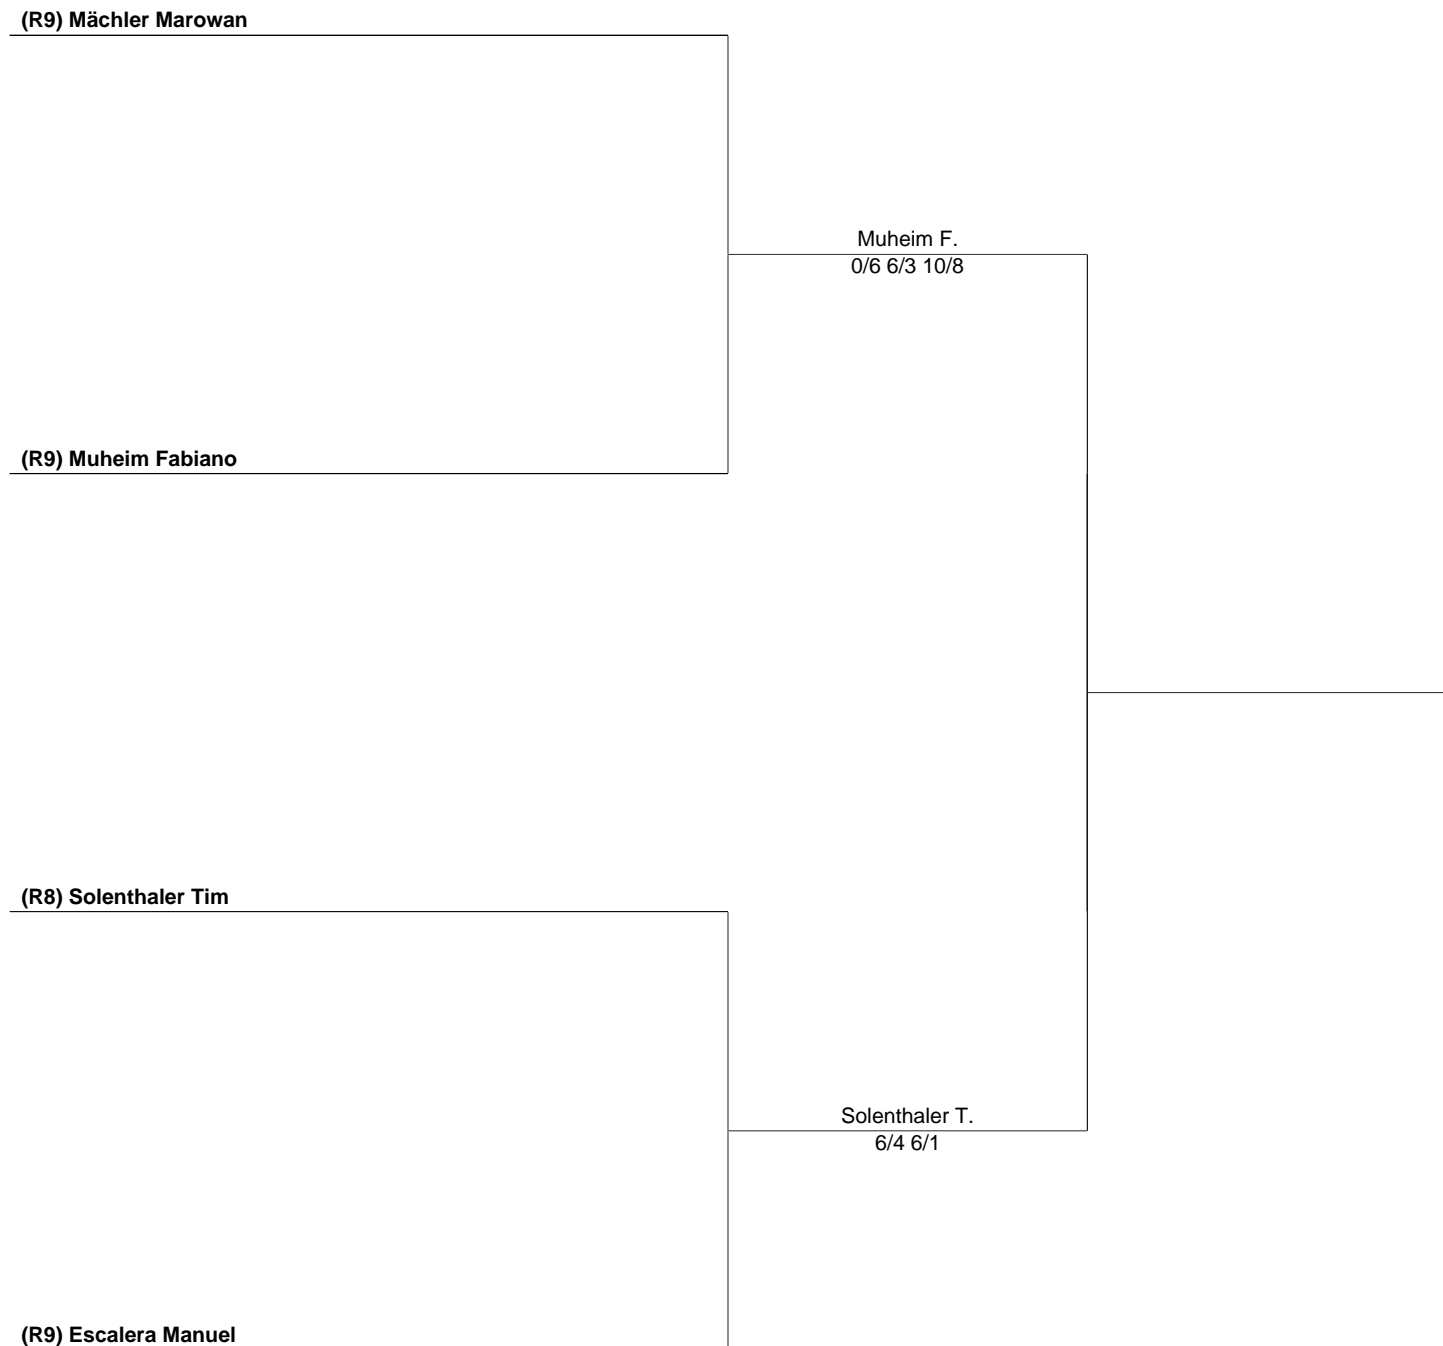 (R9) Mächler Marowan
Muheim F.
0/6 6/3 10/8
(R9) Muheim Fabiano
(R8) Solenthaler Tim
Solenthaler T.
6/4 6/1
(R9) Escalera Manuel